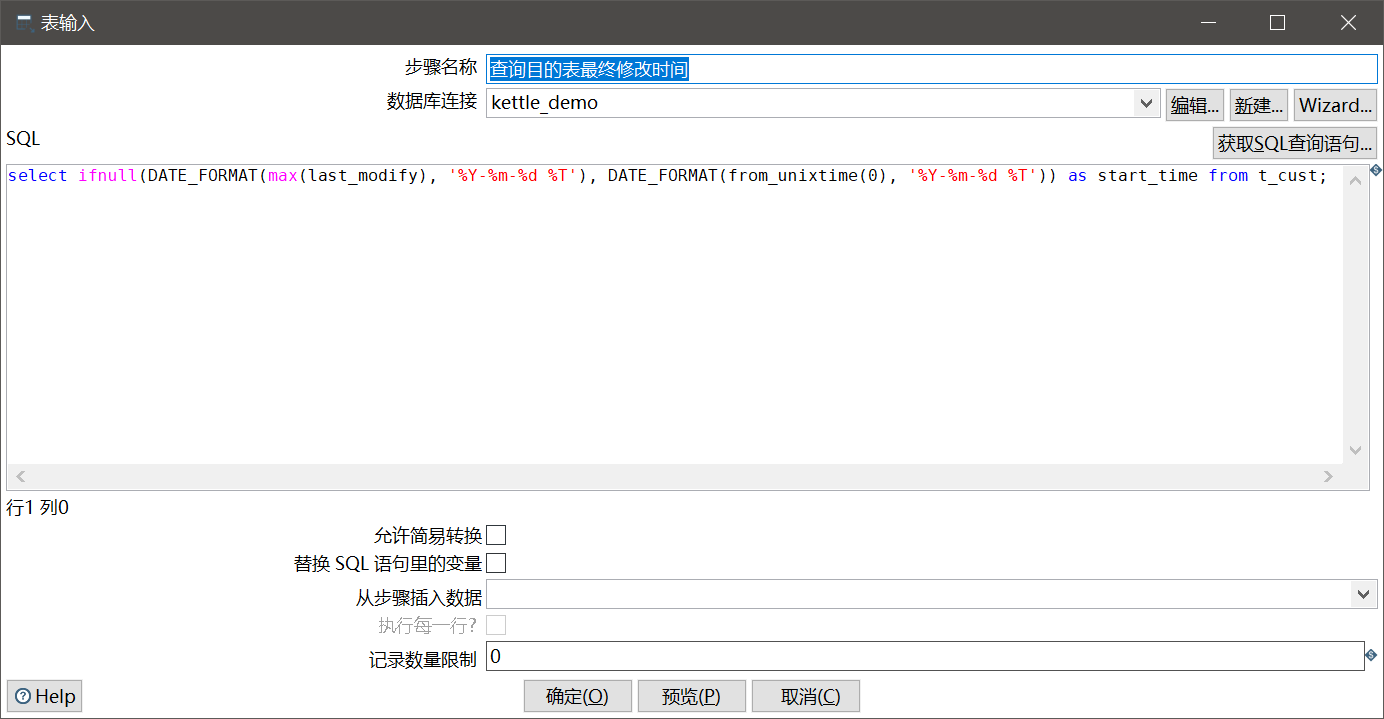 表输入
步骤名称 查询目的表最终修改时间
数据库连接 kettle_demo 编辑... 新建... Wizard...
SQL 获取SQL查询语句...
select ifnull(DATE_FORMAT(max(last_modify), '%Y-%m-%d %T'), DATE_FORMAT(from_unixtime(0), '%Y-%m-%d %T')) as start_time from t_cust;
行1 列0
允许简易转换
替换 SQL 语句里的变量
从步骤插入数据
执行每一行?
记录数量限制 0
Help 确定(O) 预览(P) 取消(C)